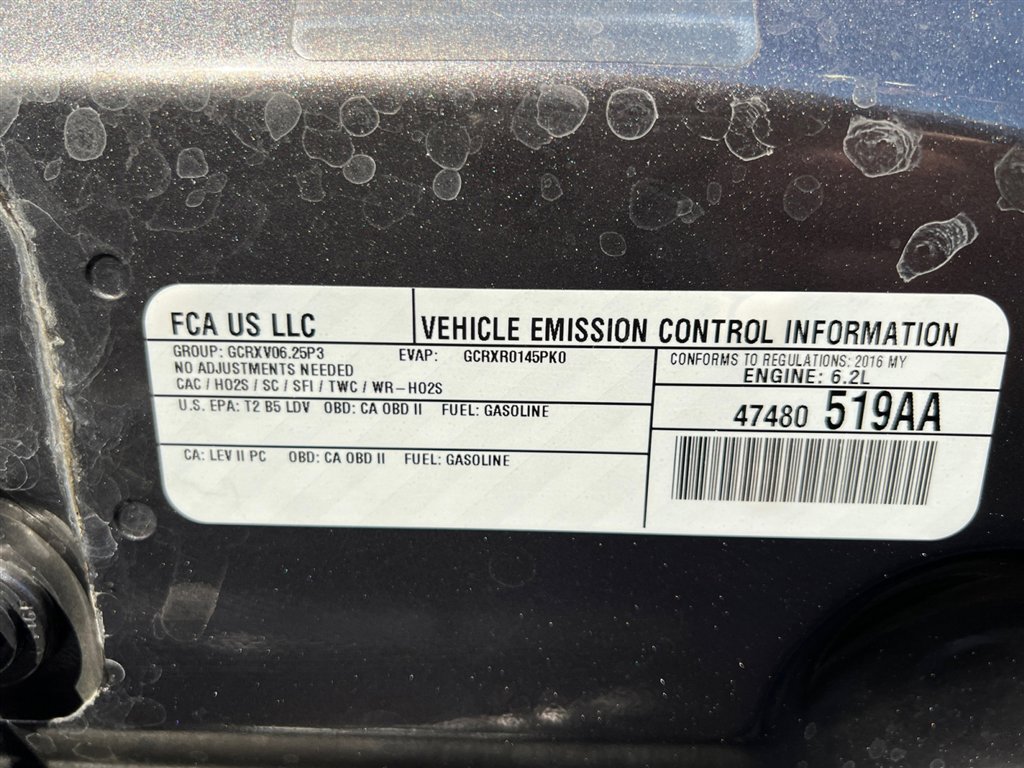 FCA US LLC
VEHICLE EMISSION CONTROL INFORMATION
GROUP: GCRXV06.25P3 EVAP: GCRXR0145PK0
NO ADJUSTMENTS NEEDED
CAC / HO2S / SC / SFI / TWC / WR-HO2S
U.S. EPA: T2 B5 LDV OBD: CA OBD II FUEL: GASOLINE
CA: LEV II PC OBD: CA OBD II FUEL: GASOLINE
CONFORMS TO REGULATIONS: 2016 MY
ENGINE: 6.2L
47480 519AA